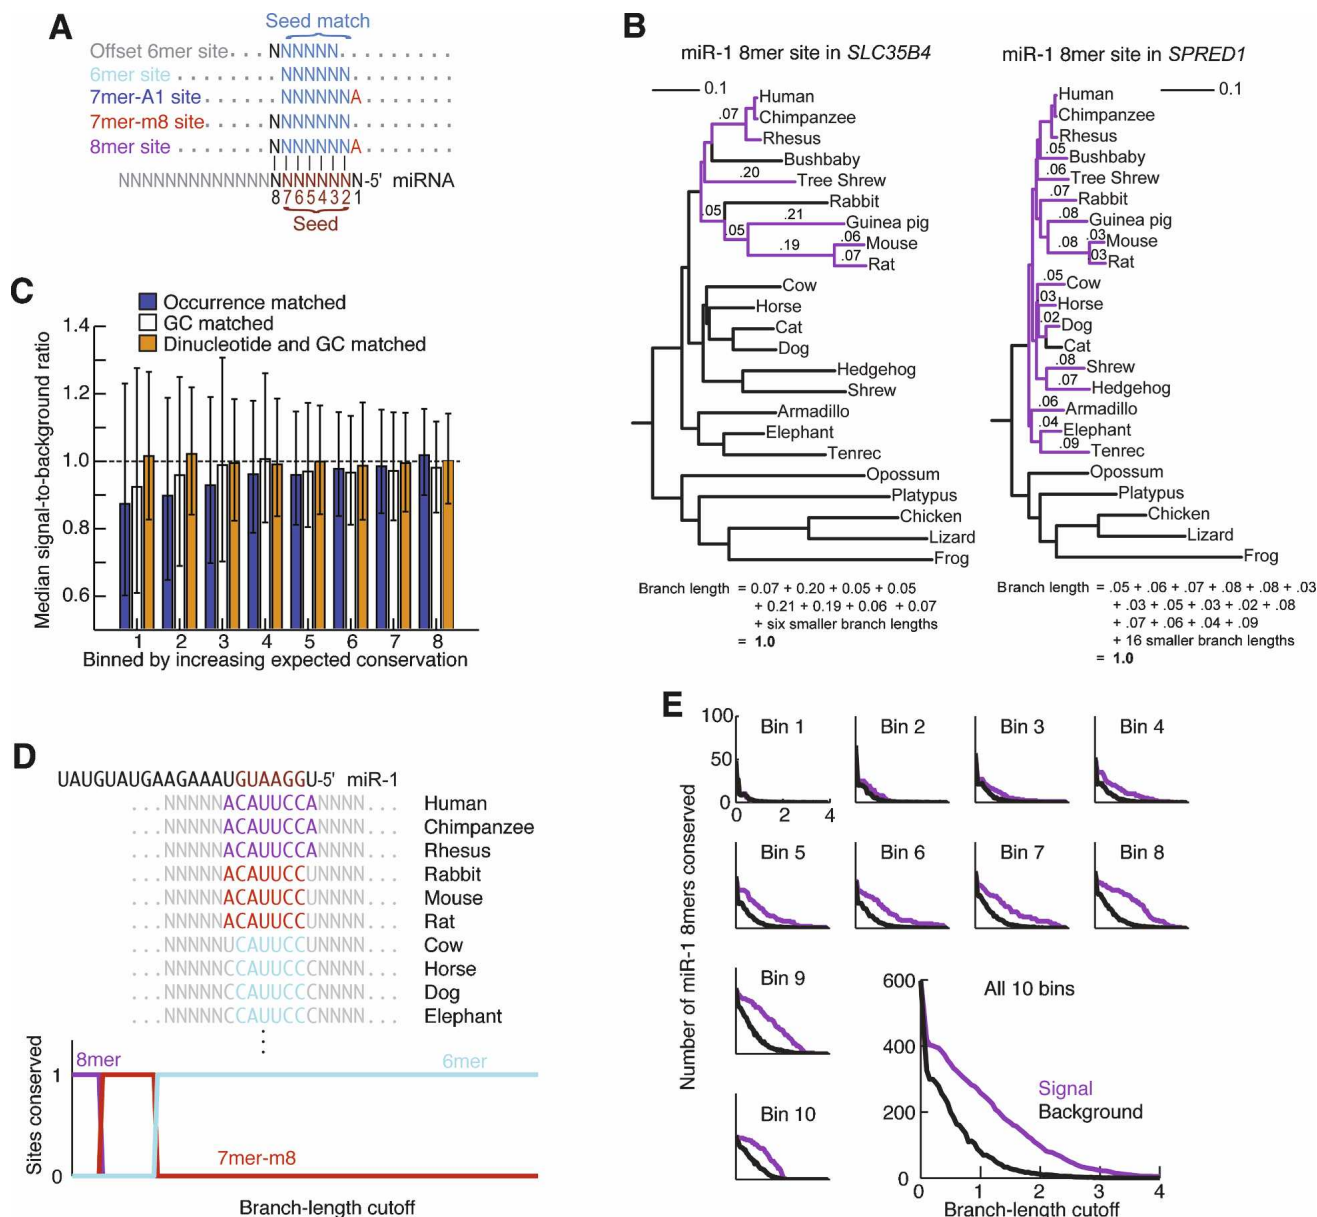 A
Seed match
Offset 6mer site. . . . NNNNNN. . . . . . . . . .
6mer site . . . . . . . . . NNNNNN . . . . . . . . .
7mer-A1 site. . . . . . . NNNNNNA . . . . . . . .
7mer-m8 site. . . . . . NNNNNNN . . . . . . . . .
8mer site . . . . . . . . . NNNNNNNA . . . . . . . .
NNNNNNNNNNNNNNNNNNNNN-5' miRNA
8 7 6 5 4 3 2 1
Seed
B
miR-1 8mer site in SLC35B4
0.1
Human
.07
Chimpanzee
Rhesus
Bushbaby
.20
Tree Shrew
Rabbit
.05
.21
Guinea pig
.05
.06
Mouse
.19
.07
Rat
Cow
Horse
Cat
Dog
Hedgehog
Shrew
Armadillo
Elephant
Tenrec
Opossum
Platypus
Chicken
Lizard
Frog
Branch length = 0.07 + 0.20 + 0.05 + 0.05
+ 0.21 + 0.19 + 0.06 + 0.07
+ six smaller branch lengths
= 1.0
miR-1 8mer site in SPRED1
0.1
Human
Chimpanzee
Rhesus
.05
Bushbaby
.06
Tree Shrew
.07
Rabbit
.08
Guinea pig
.03
Mouse
.08
.03
Rat
.05
Cow
.03
Horse
.02
Dog
Cat
.08
Shrew
.07
Hedgehog
.06
Armadillo
.04
Elephant
.09
Tenrec
Opossum
Platypus
Chicken
Lizard
Frog
Branch length = .05 + .06 + .07 + .08 + .08 + .03
+ .03 + .05 + .03 + .02 + .08
+ .07 + .06 + .04 + .09
+ 16 smaller branch lengths
= 1.0
C
Occurrence matched
GC matched
Dinucleotide and GC matched
Median signal-to-background ratio
1.4
1.2
1.0
0.8
0.6
1 2 3 4 5 6 7 8
Binned by increasing expected conservation
D
UAUGUAUGAAGAAAUGUAAGGU-5' miR-1
. . . NNNNNACAUUCCANNNN. . . Human
. . . NNNNNACAUUCCANNNN. . . Chimpanzee
. . . NNNNNACAUUCCANNNN. . . Rhesus
. . . NNNNNACAUUCCUNNNN. . . Rabbit
. . . NNNNNACAUUCCUNNNN. . . Mouse
. . . NNNNNACAUUCCUNNNN. . . Rat
. . . NNNNNUCAUUCCUNNNN. . . Cow
. . . NNNNNCCAUUCCCNNNN. . . Horse
. . . NNNNNCCAUUCCCNNNN. . . Dog
. . . NNNNNCCAUUCCCNNNN. . . Elephant
Sites conserved
1
0
8mer
6mer
7mer-m8
Branch-length cutoff
E
Number of miR-1 8mers conserved
100
50
0
0 2 4
Bin 1
Bin 2
Bin 3
Bin 4
Bin 5
Bin 6
Bin 7
Bin 8
Bin 9
Bin 10
All 10 bins
600
400
200
0
Signal
Background
0 1 2 3 4
Branch-length cutoff